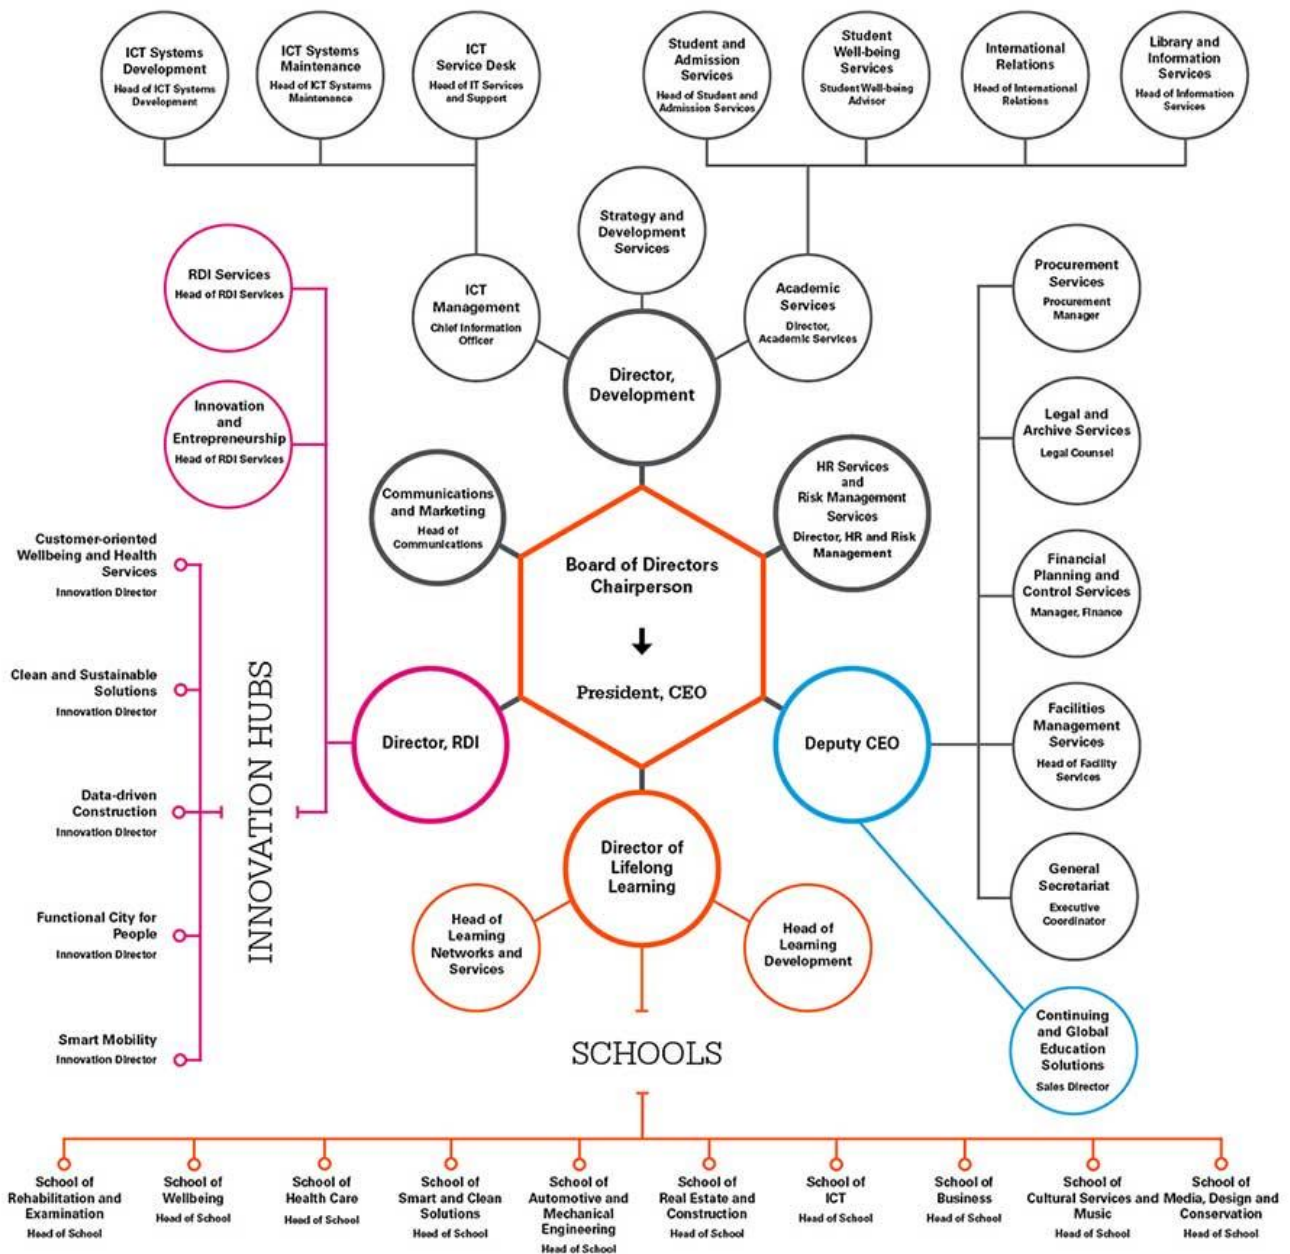 ICT Systems
Development
Head of ICT Systems
Development
ICT Systems
Maintenance
Head of ICT Systems
Maintenance
ICT
Service Desk
Head of IT Services
and Support
Student and
Admission
Services
Head of Student and
Admission Services
Student
Well-being
Services
Student Well-being
Advisor
International
Relations
Head of International
Relations
Library and
Information
Services
Head of Information
Services
Strategy and
Development
Services
RDI Services
Head of RDI Services
ICT
Management
Chief Information
Officer
Academic
Services
Director,
Academic Services
Procurement
Services
Procurement
Manager
Director,
Development
Innovation
and
Entrepreneurship
Head of RDI Services
Legal and
Archive Services
Legal Counsel
Communications
and Marketing
Head of
Communications
HR Services
and
Risk Management
Services
Director, HR and Risk
Management
Customer-oriented
Wellbeing and Health
Services
Innovation Director
Board of Directors
Chairperson
President, CEO
Financial
Planning and
Control Services
Manager, Finance
Clean and Sustainable
Solutions
Innovation Director
INNOVATION HUBS
Director, RDI
Deputy CEO
Facilities
Management
Services
Head of Facility
Services
Data-driven
Construction
Innovation Director
Director of
Lifelong
Learning
General
Secretariat
Executive
Coordinator
Functional City for
People
Innovation Director
Head of
Learning
Networks and
Services
Head of
Learning
Development
Smart Mobility
Innovation Director
SCHOOLS
Continuing
and Global
Education
Solutions
Sales Director
School of
Rehabilitation and
Examination
Head of School
School of
Wellbeing
Head of School
School of
Health Care
Head of School
School of
Smart and Clean
Solutions
Head of School
School of
Automotive and
Mechanical
Engineering
Head of School
School of
Real Estate and
Construction
Head of School
School of
ICT
Head of School
School of
Business
Head of School
School of
Cultural Services and
Music
Head of School
School of
Media, Design and
Conservation
Head of School